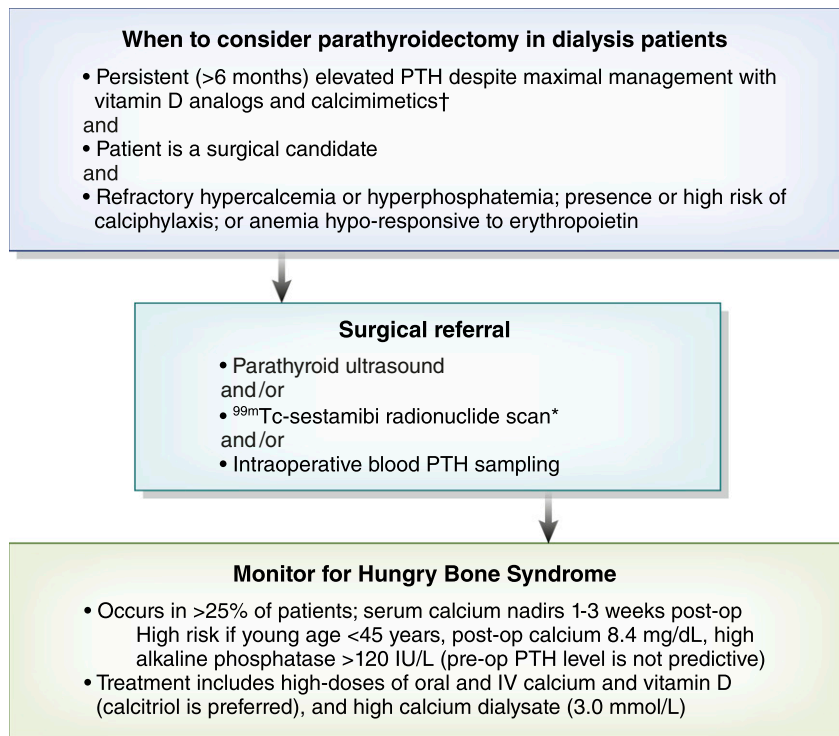 When to consider parathyroidectomy in dialysis patients
• Persistent (>6 months) elevated PTH despite maximal management with
vitamin D analogs and calcimimetics†
and
• Patient is a surgical candidate
and
• Refractory hypercalcemia or hyperphosphatemia; presence or high risk of
calciphylaxis; or anemia hypo-responsive to erythropoietin
Surgical referral
• Parathyroid ultrasound
and/or
• ⁹⁹ᵐTc-sestamibi radionuclide scan*
and/or
• Intraoperative blood PTH sampling
Monitor for Hungry Bone Syndrome
• Occurs in >25% of patients; serum calcium nadirs 1-3 weeks post-op
High risk if young age <45 years, post-op calcium 8.4 mg/dL, high
alkaline phosphatase >120 IU/L (pre-op PTH level is not predictive)
• Treatment includes high-doses of oral and IV calcium and vitamin D
(calcitriol is preferred), and high calcium dialysate (3.0 mmol/L)